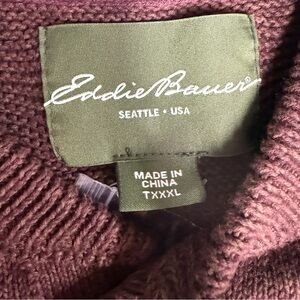 Eddie Bauer®
SEATTLE • USA
MADE IN
CHINA
TXXXL